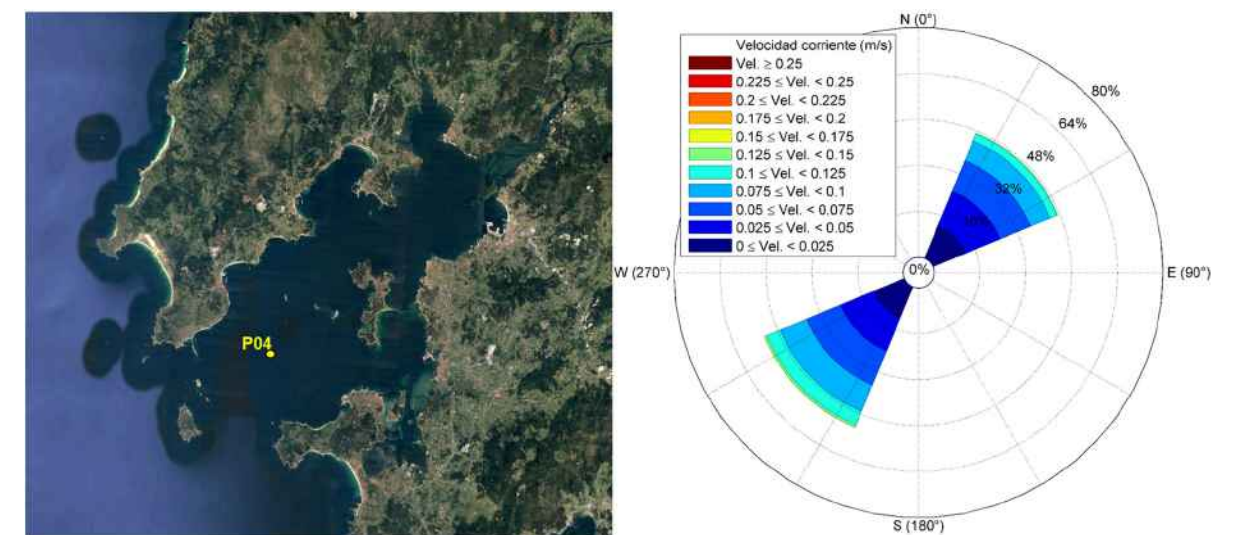 P04
N (0°)
Velocidad corriente (m/s)
Vel. ≥ 0.25
0.225 ≤ Vel. < 0.25
0.2 ≤ Vel. < 0.225
0.175 ≤ Vel. < 0.2
0.15 ≤ Vel. < 0.175
0.125 ≤ Vel. < 0.15
0.1 ≤ Vel. < 0.125
0.075 ≤ Vel. < 0.1
0.05 ≤ Vel. < 0.075
0.025 ≤ Vel. < 0.05
0 ≤ Vel. < 0.025
80%
64%
48%
32%
16%
0%
W (270°)
E (90°)
S (180°)